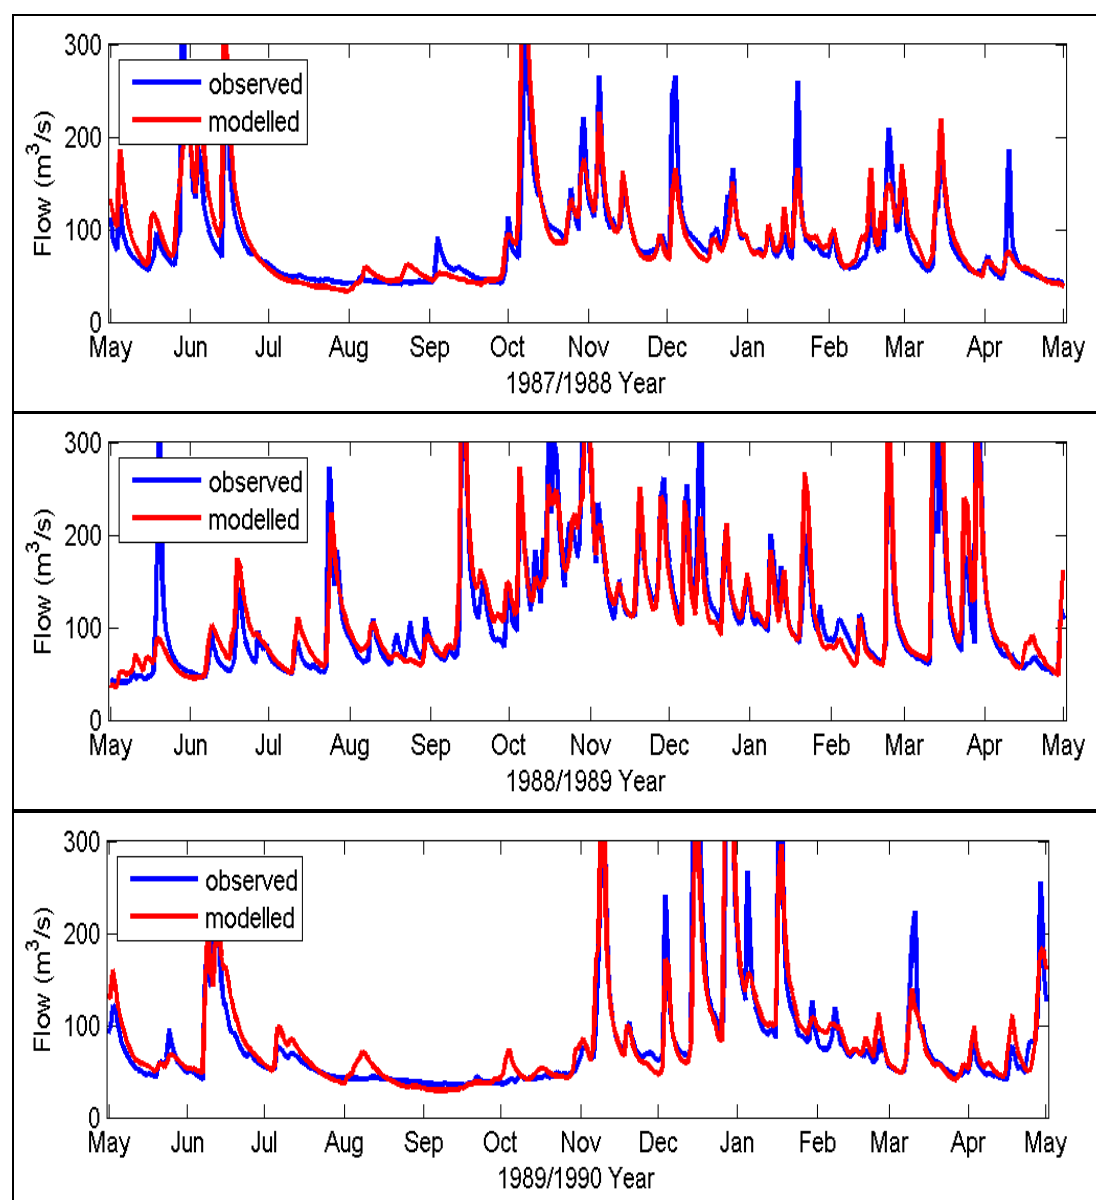 300
200
100
0
Flow (m³/s)
observed
modelled
May Jun Jul Aug Sep Oct Nov Dec Jan Feb Mar Apr May
1987/1988 Year
300
200
100
0
Flow (m³/s)
observed
modelled
May Jun Jul Aug Sep Oct Nov Dec Jan Feb Mar Apr May
1988/1989 Year
300
200
100
0
Flow (m³/s)
observed
modelled
May Jun Jul Aug Sep Oct Nov Dec Jan Feb Mar Apr May
1989/1990 Year